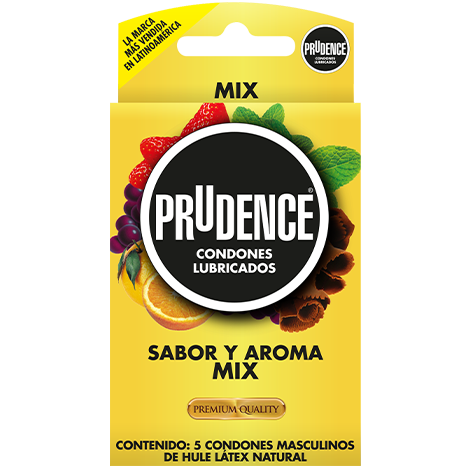 LA MARCA
MÁS VENDIDA
EN LATINOAMÉRICA
PRUDENCE
CONDONES
LUBRICADOS
MIX
PRUDENCE®
CONDONES
LUBRICADOS
SABOR Y AROMA
MIX
PREMIUM QUALITY
CONTENIDO: 5 CONDONES MASCULINOS
DE HULE LÁTEX NATURAL